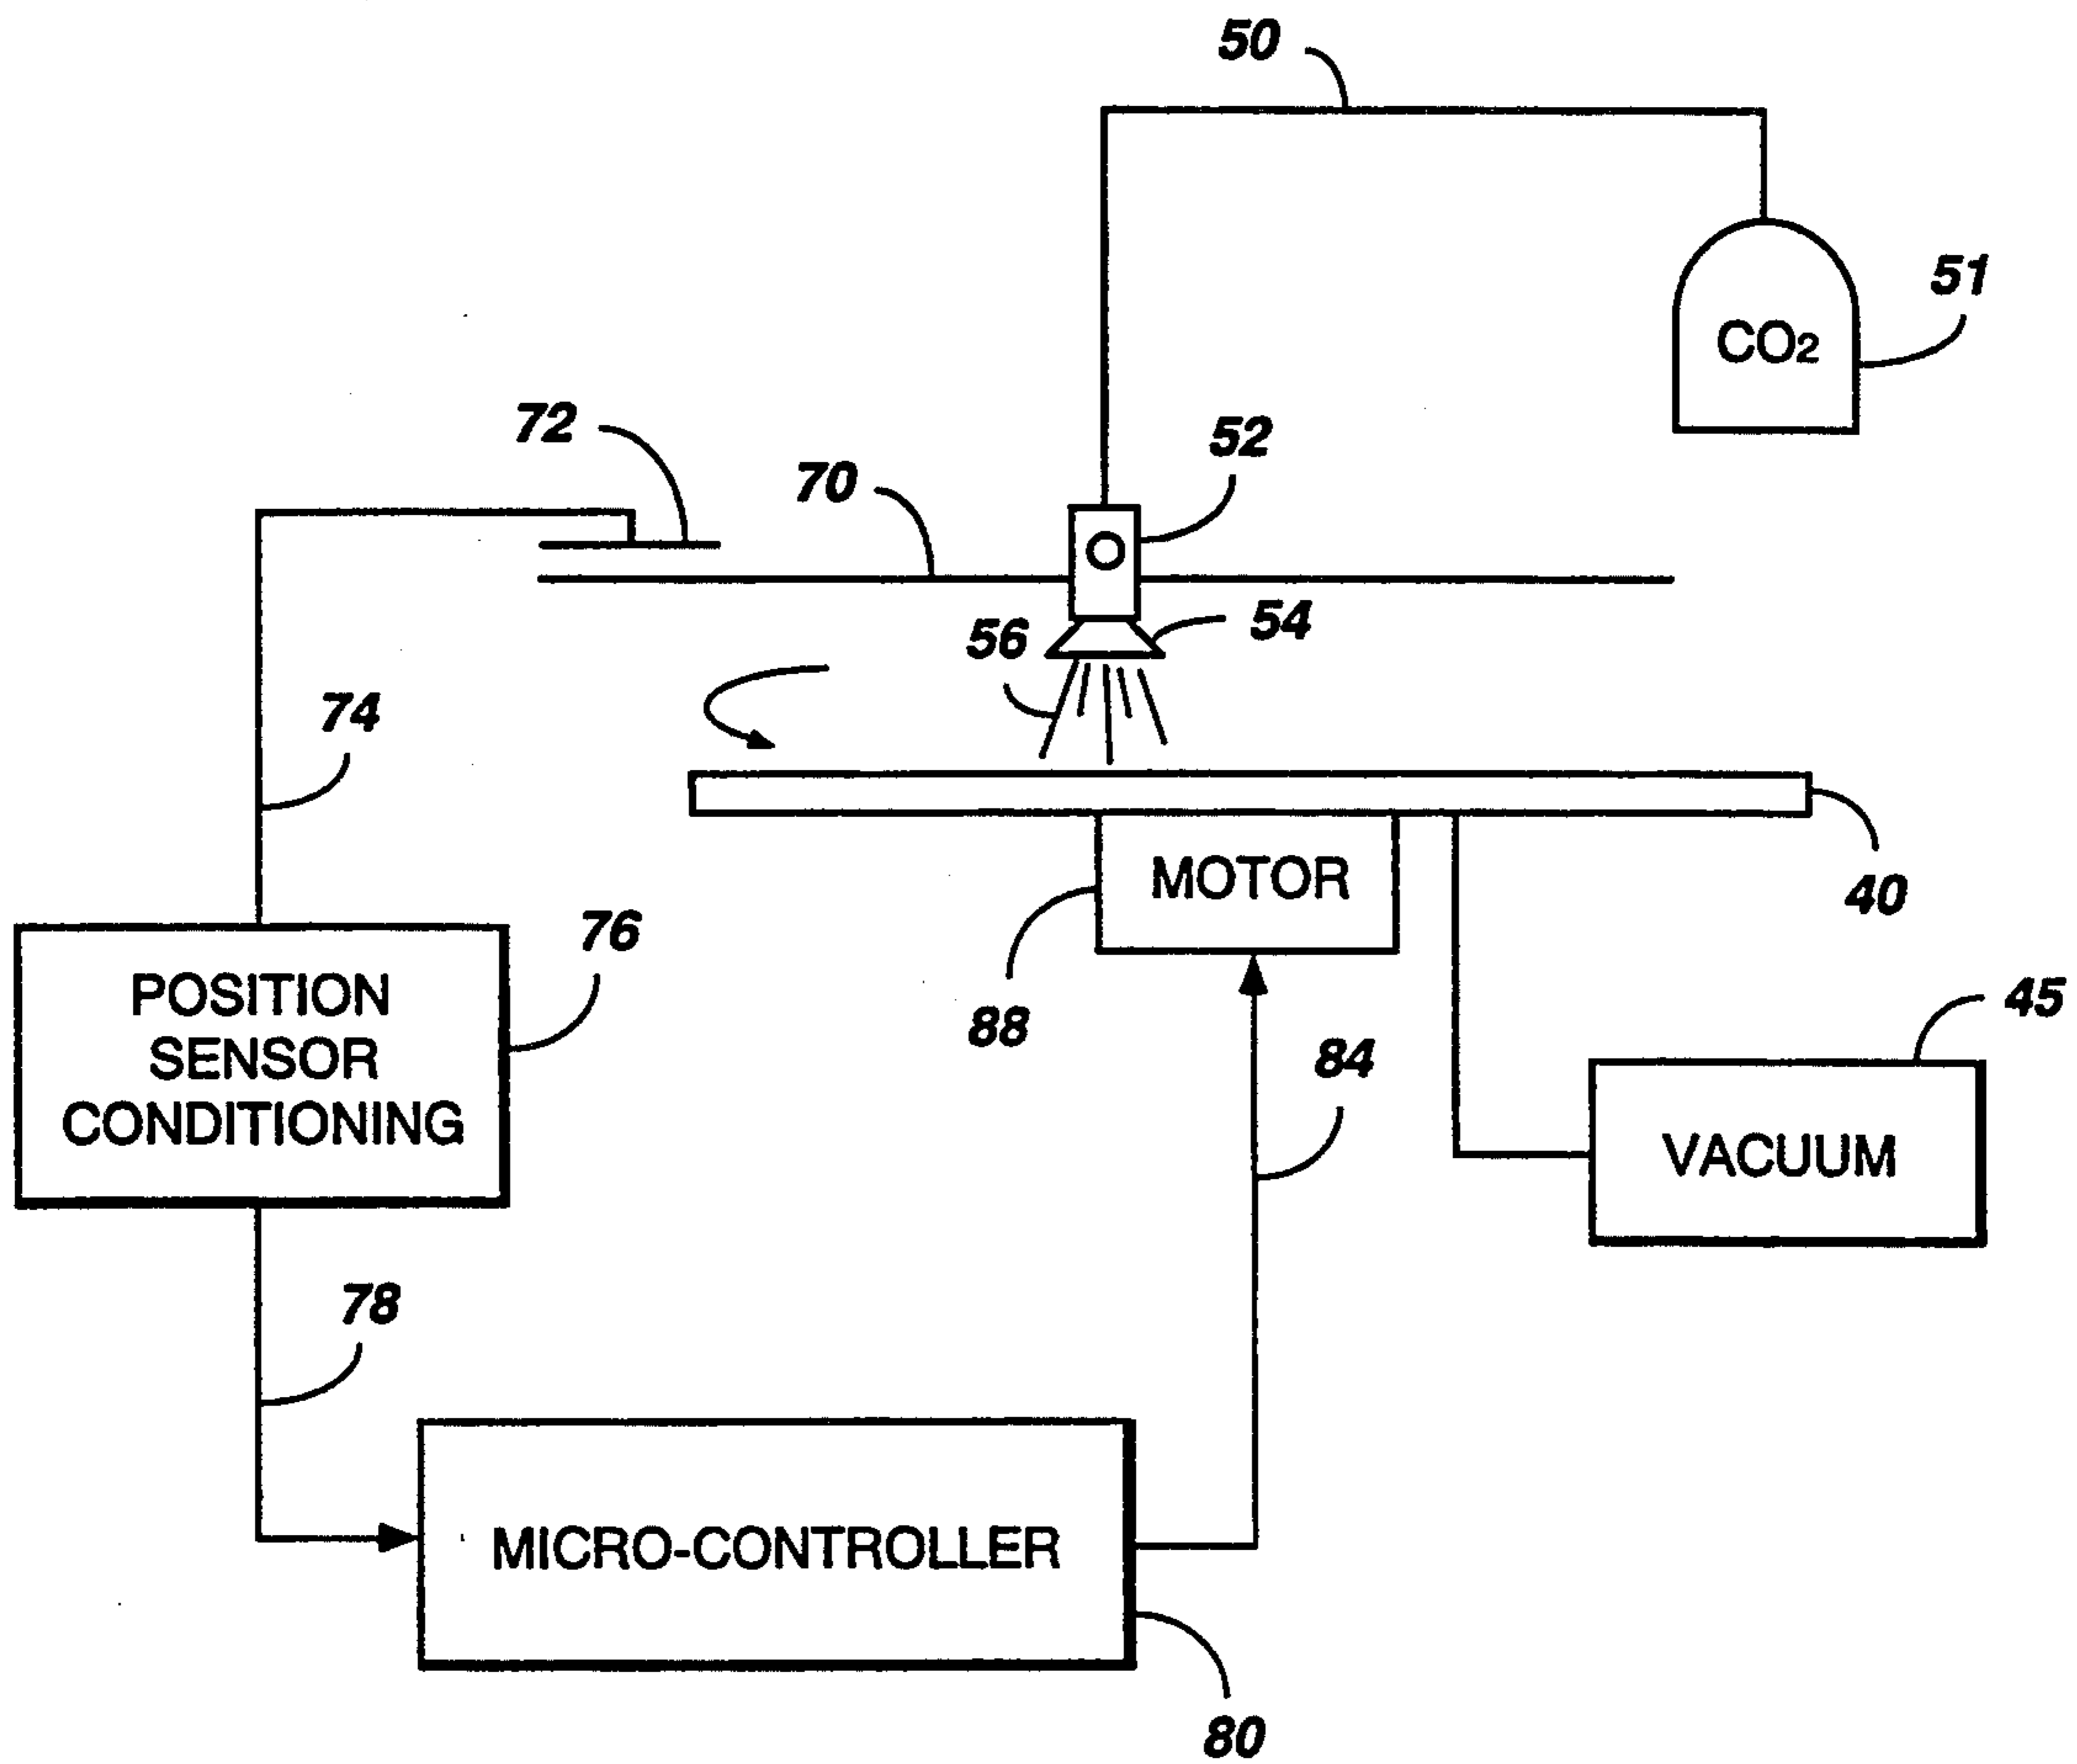 50
51
CO2
72
52
70
54
56
74
MOTOR
40
76
POSITION
SENSOR
CONDITIONING
88
45
84
VACUUM
78
MICRO-CONTROLLER
80